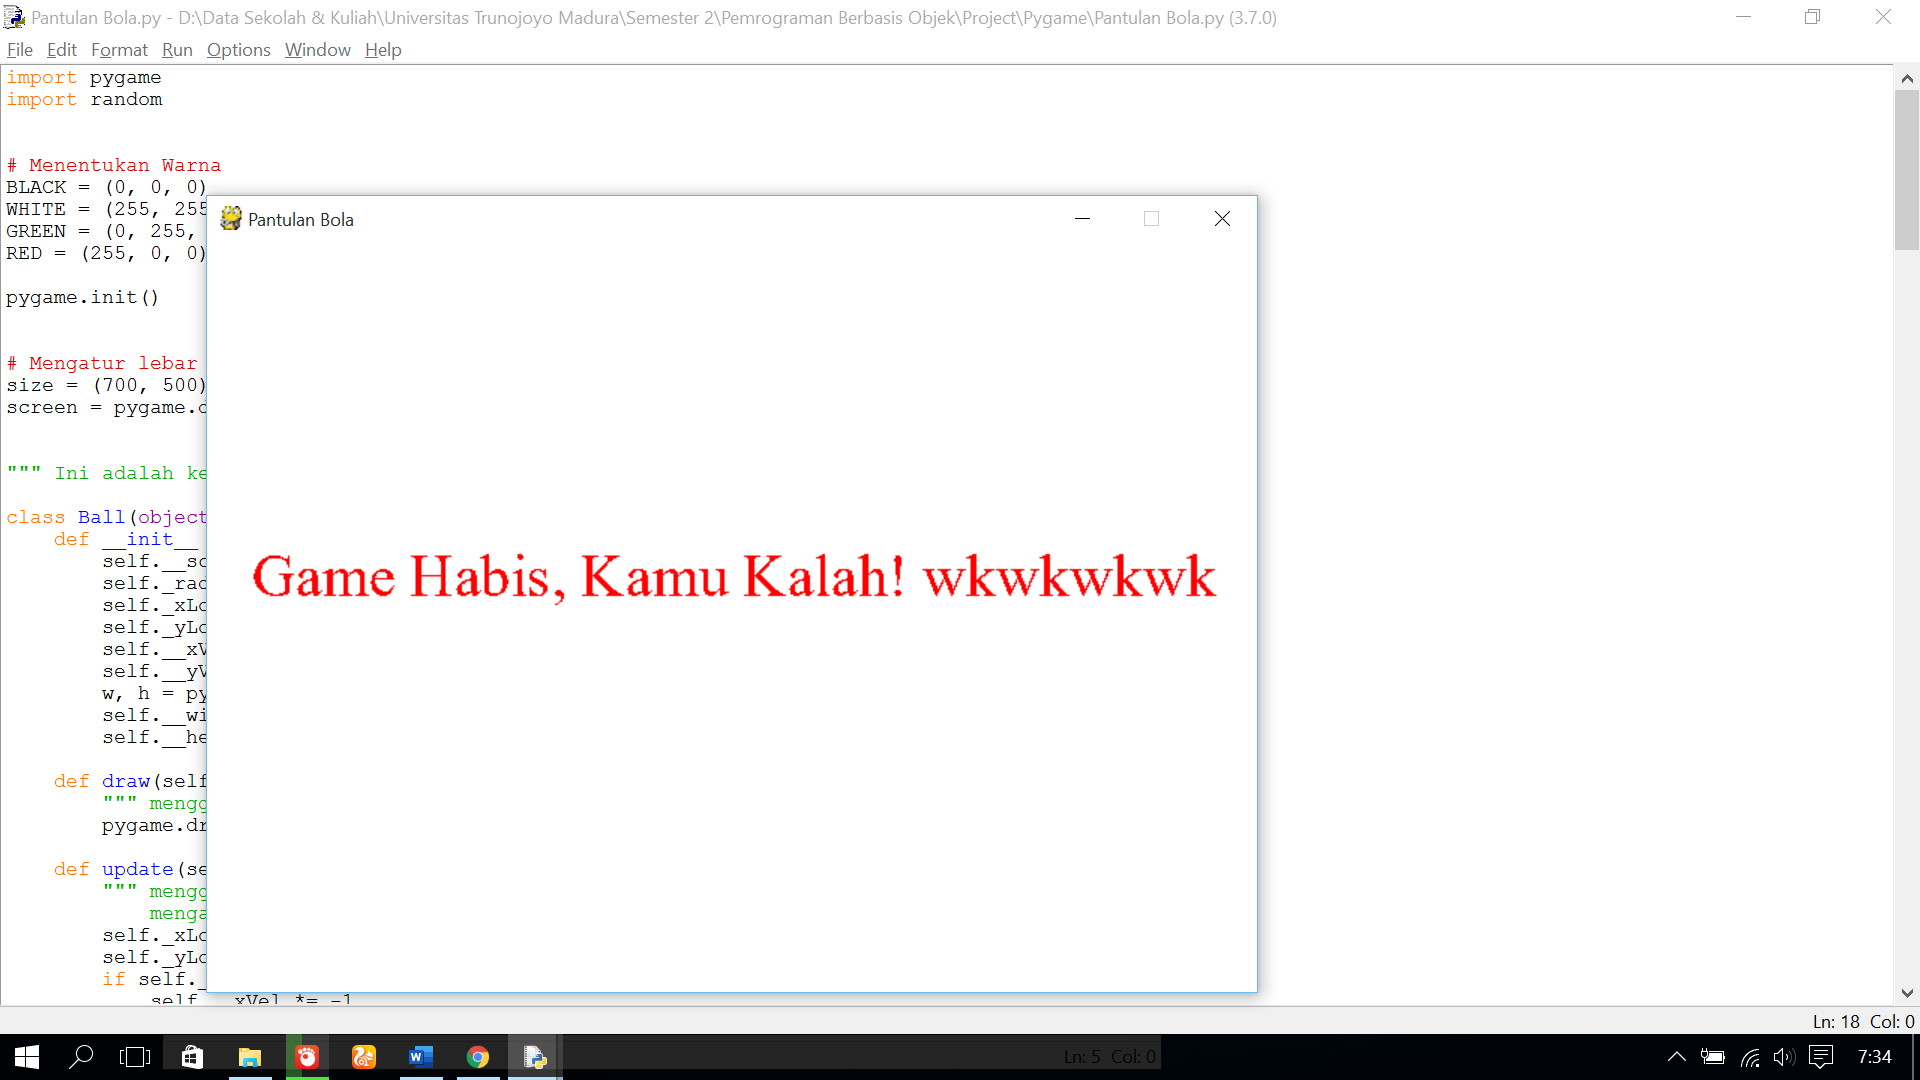 Pantulan Bola.py - D:\Data Sekolah & Kuliah\Universitas Trunojoyo Madura\Semester 2\Pemrograman Berbasis Objek\Project\Pygame\Pantulan Bola.py (3.7.0)
File Edit Format Run Options Window Help
import pygame
import random
# Menentukan Warna
BLACK = (0, 0, 0)
WHITE = (255, 255
GREEN = (0, 255,
RED = (255, 0, 0)
pygame.init()
# Mengatur lebar
size = (700, 500)
screen = pygame.
""" Ini adalah ke
class Ball(object
def __init__
self.__sc
self._rad
self._xLo
self._yLo
self.__xV
self.__yV
w, h = py
self.__wi
self.__he
def draw(self
""" mengg
pygame.dr
def update(se
""" mengg
menga
self._xLo
self._yLo
if self._
self.__xVel *= -1
Pantulan Bola
Game Habis, Kamu Kalah! wkwkwkwk
Ln: 18 Col: 0
Ln: 5 Col: 0
7:34